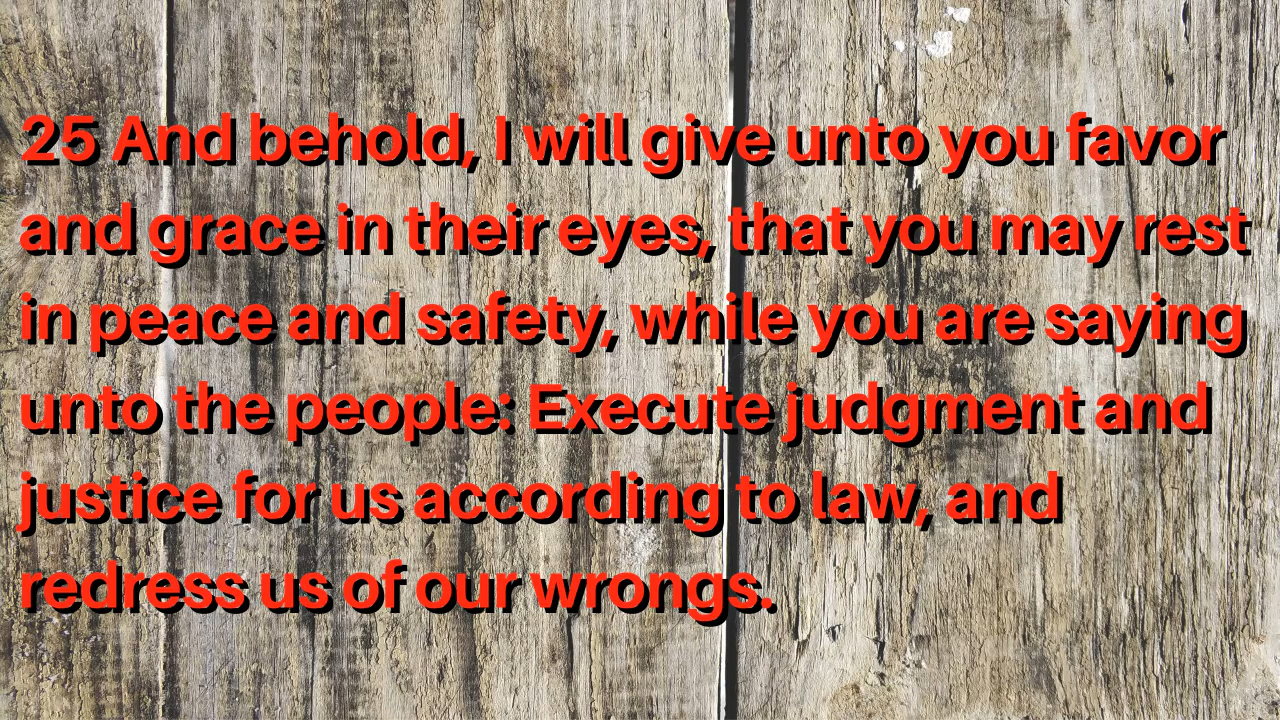 25 And behold, I will give unto you favor
and grace in their eyes, that you may rest
in peace and safety, while you are saying
unto the people: Execute judgment and
justice for us according to law, and
redress us of our wrongs.